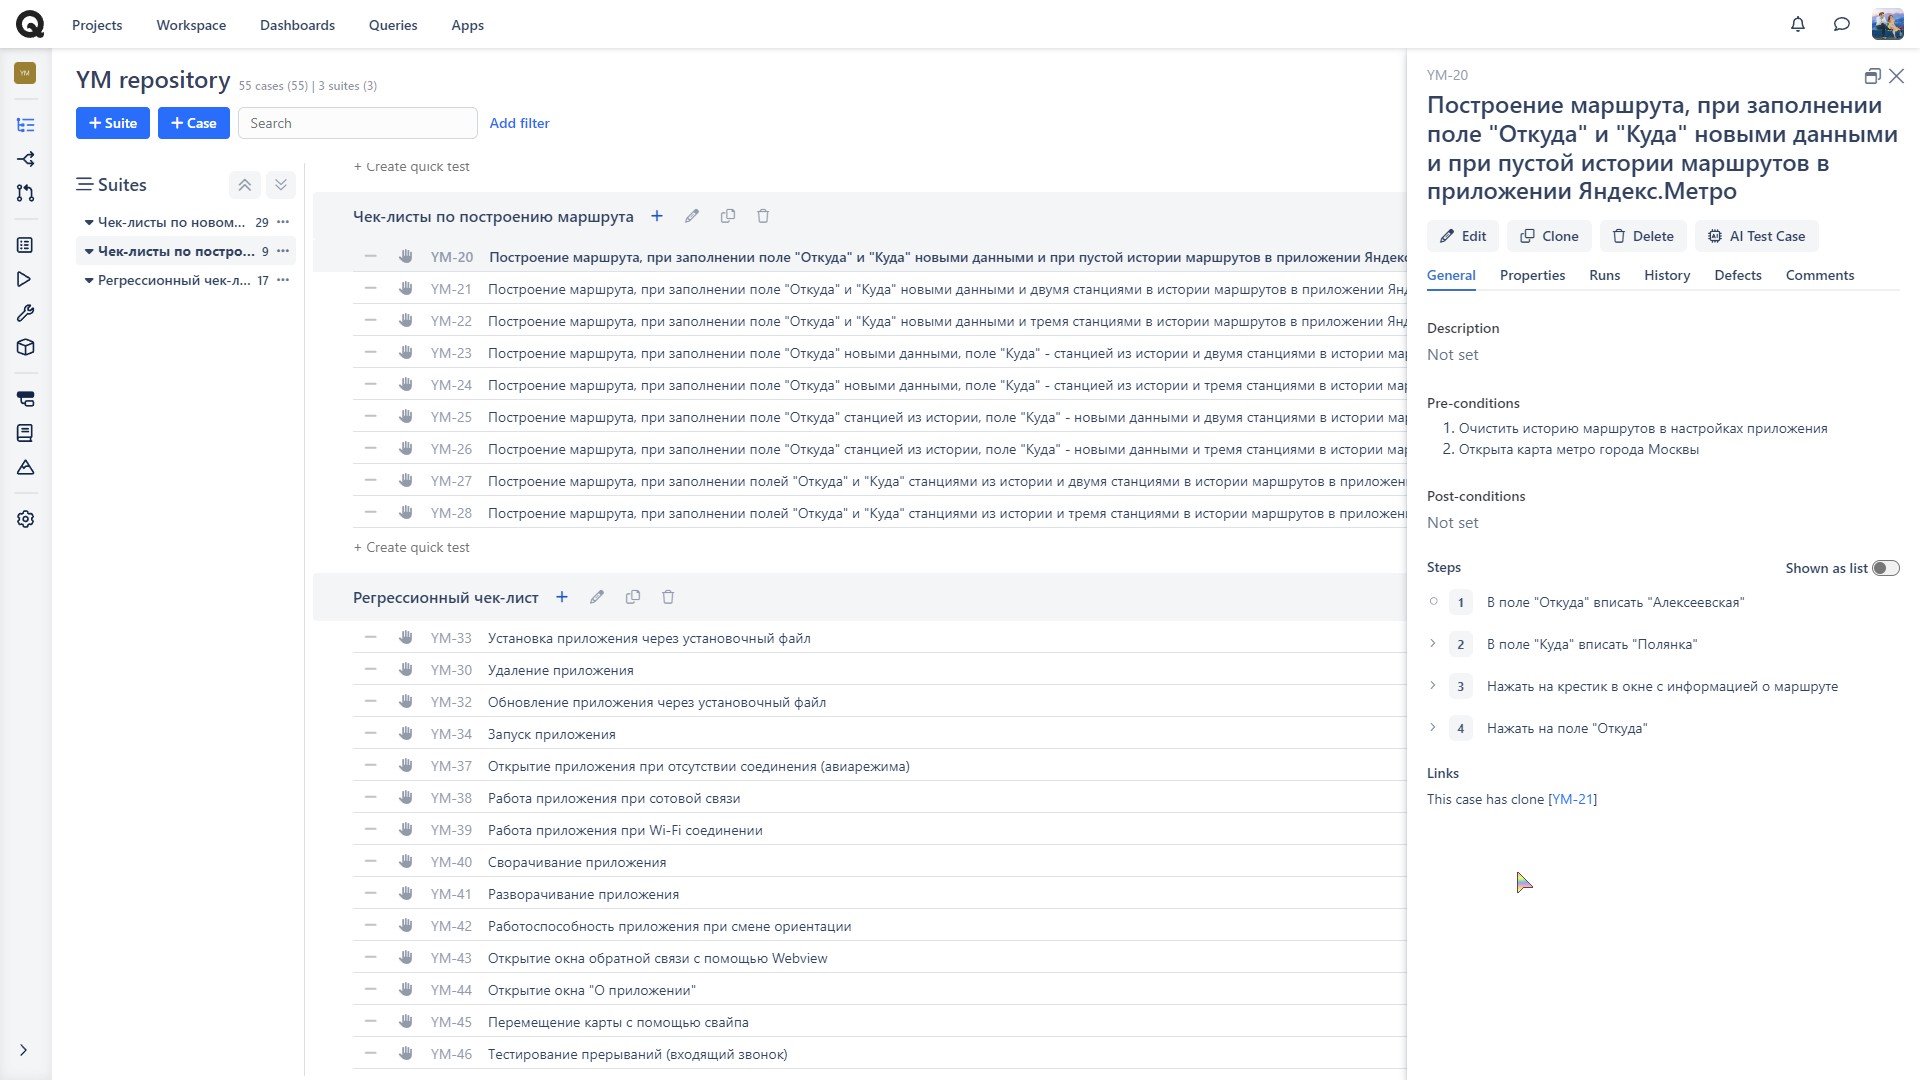 Projects Workspace Dashboards Queries Apps
YM
YM repository 55 cases (55) | 3 suites (3)
+ Suite + Case Search Add filter
Suites
Чек-листы по новом... 29
Чек-листы по постро... 9
Регрессионный чек-л... 17
+ Create quick test
Чек-листы по построению маршрута
YM-20 Построение маршрута, при заполнении поле "Откуда" и "Куда" новыми данными и при пустой истории маршрутов в приложении Яндекс
YM-21 Построение маршрута, при заполнении поле "Откуда" и "Куда" новыми данными и двумя станциями в истории маршрутов в приложении Янд
YM-22 Построение маршрута, при заполнении поле "Откуда" и "Куда" новыми данными и тремя станциями в истории маршрутов в приложении Янд
YM-23 Построение маршрута, при заполнении поле "Откуда" новыми данными, поле "Куда" - станцией из истории и двумя станциями в истории мар
YM-24 Построение маршрута, при заполнении поле "Откуда" новыми данными, поле "Куда" - станцией из истории и тремя станциями в истории мар
YM-25 Построение маршрута, при заполнении поле "Откуда" станцией из истории, поле "Куда" - новыми данными и двумя станциями в истории мар
YM-26 Построение маршрута, при заполнении поле "Откуда" станцией из истории, поле "Куда" - новыми данными и тремя станциями в истории мар
YM-27 Построение маршрута, при заполнении полей "Откуда" и "Куда" станциями из истории и двумя станциями в истории маршрутов в приложен
YM-28 Построение маршрута, при заполнении полей "Откуда" и "Куда" станциями из истории и тремя станциями в истории маршрутов в приложен
+ Create quick test
Регрессионный чек-лист
YM-33 Установка приложения через установочный файл
YM-30 Удаление приложения
YM-32 Обновление приложения через установочный файл
YM-34 Запуск приложения
YM-37 Открытие приложения при отсутствии соединения (авиарежима)
YM-38 Работа приложения при сотовой связи
YM-39 Работа приложения при Wi-Fi соединении
YM-40 Сворачивание приложения
YM-41 Разворачивание приложения
YM-42 Работоспособность приложения при смене ориентации
YM-43 Открытие окна обратной связи с помощью Webview
YM-44 Открытие окна "О приложении"
YM-45 Перемещение карты с помощью свайпа
YM-46 Тестирование прерываний (входящий звонок)
YM-20
Построение маршрута, при заполнении
поле "Откуда" и "Куда" новыми данными
и при пустой истории маршрутов в
приложении Яндекс.Метро
Edit Clone Delete AI Test Case
General Properties Runs History Defects Comments
Description
Not set
Pre-conditions
1. Очистить историю маршрутов в настройках приложения
2. Открыта карта метро города Москвы
Post-conditions
Not set
Steps Shown as list
1 В поле "Откуда" вписать "Алексеевская"
2 В поле "Куда" вписать "Полянка"
3 Нажать на крестик в окне с информацией о маршруте
4 Нажать на поле "Откуда"
Links
This case has clone [YM-21]